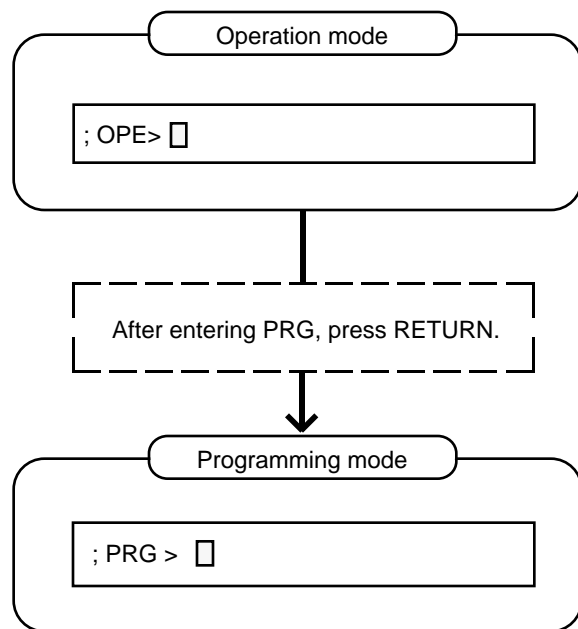 Operation mode
; OPE>
After entering PRG, press RETURN.
Programming mode
; PRG >